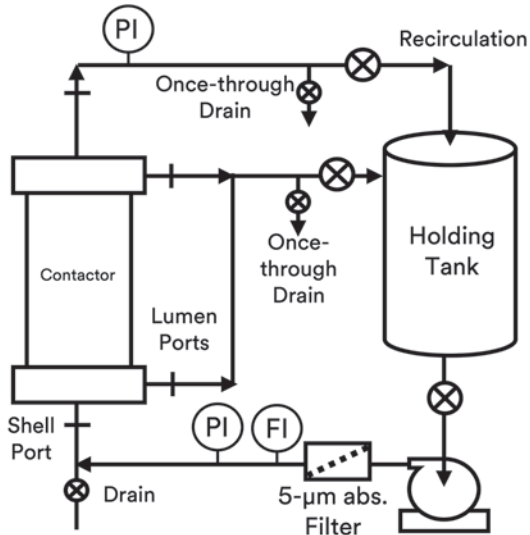 PI
Recirculation
Once-through
Drain
Contactor
Once-
through
Drain
Holding
Tank
Lumen
Ports
Shell
Port
PI
FI
Drain
5-μm abs.
Filter